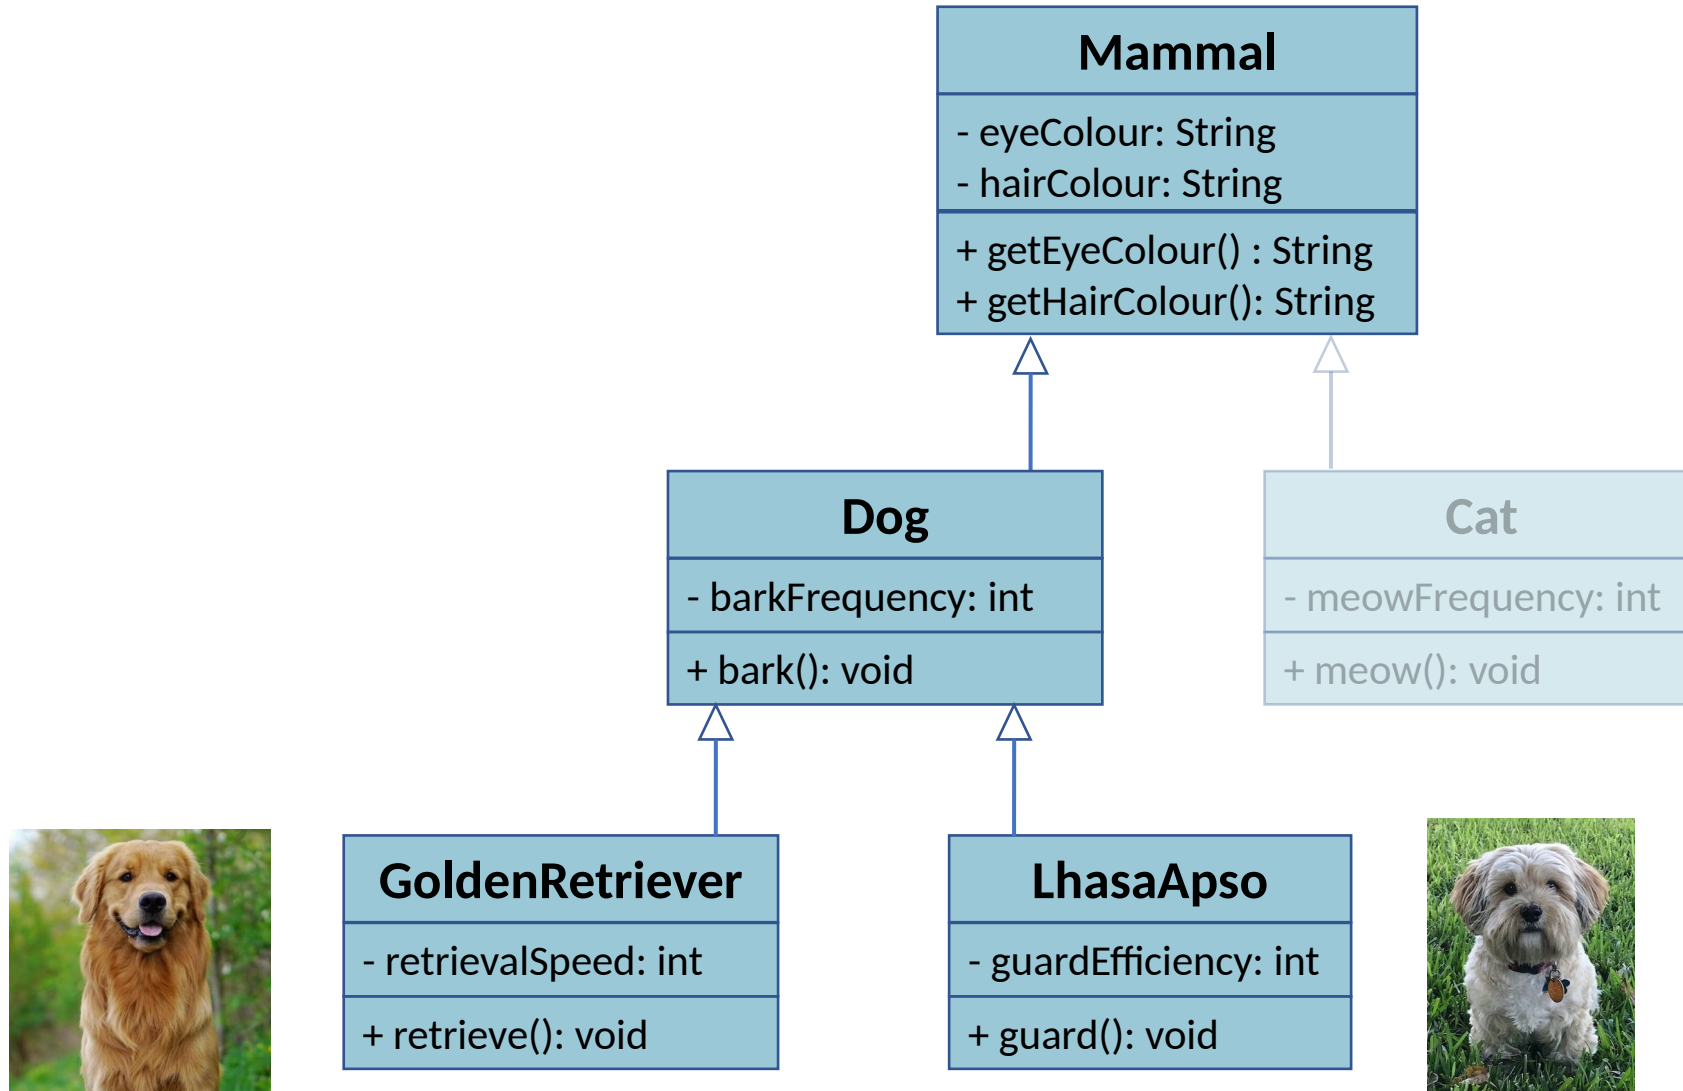 Mammal
- eyeColour: String
- hairColour: String
+ getEyeColour() : String
+ getHairColour(): String
Dog
- barkFrequency: int
+ bark(): void
Cat
- meowFrequency: int
+ meow(): void
GoldenRetriever
- retrievalSpeed: int
+ retrieve(): void
LhasaApso
- guardEfficiency: int
+ guard(): void